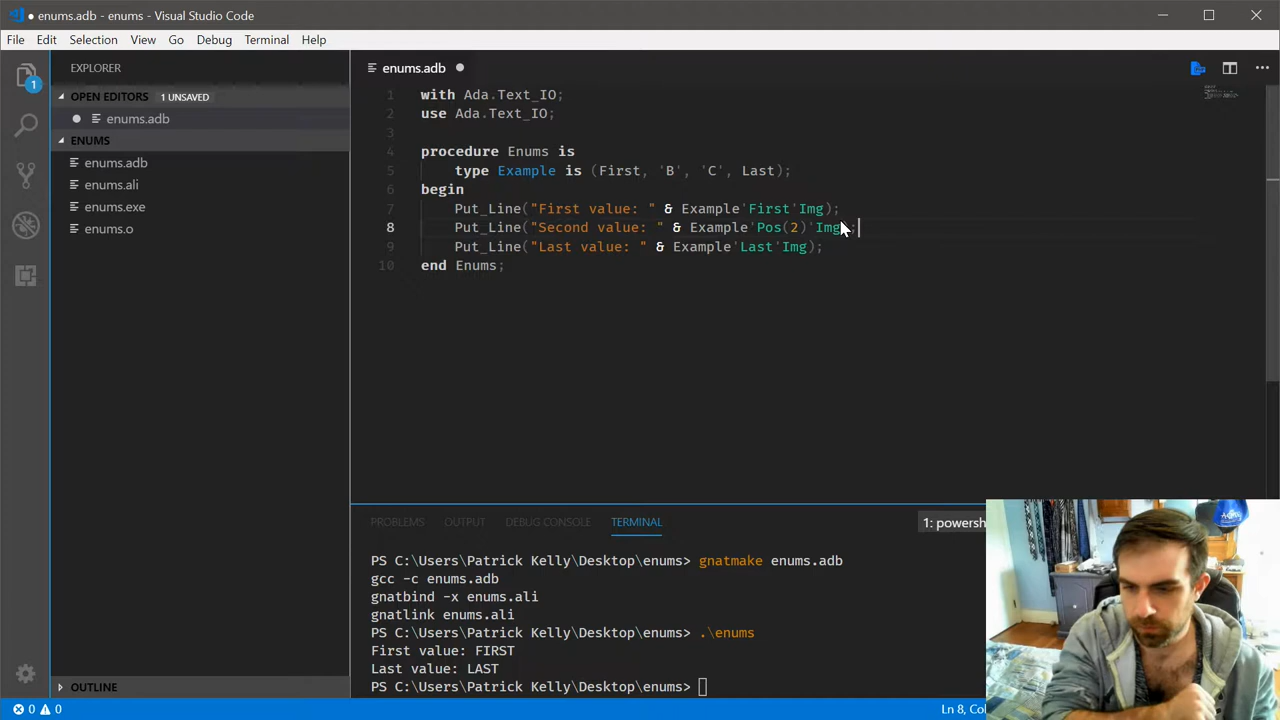 ● enums.adb - enums - Visual Studio Code
File Edit Selection View Go Debug Terminal Help
EXPLORER
OPEN EDITORS 1 UNSAVED
enums.adb
ENUMS
enums.adb
enums.ali
enums.exe
enums.o
OUTLINE
1
enums.adb
1 with Ada.Text_IO;
2 use Ada.Text_IO;
3
4 procedure Enums is
5 type Example is (First, 'B', 'C', Last);
6 begin
7 Put_Line("First value: " & Example'First'Img);
8 Put_Line("Second value: " & Example'Pos(2)'Img);
9 Put_Line("Last value: " & Example'Last'Img);
10 end Enums;
PROBLEMS OUTPUT DEBUG CONSOLE TERMINAL 1: powersh
PS C:\Users\Patrick Kelly\Desktop\enums> gnatmake enums.adb
gcc -c enums.adb
gnatbind -x enums.ali
gnatlink enums.ali
PS C:\Users\Patrick Kelly\Desktop\enums> .\enums
First value: FIRST
Last value: LAST
PS C:\Users\Patrick Kelly\Desktop\enums>
0 0 Ln 8, Col